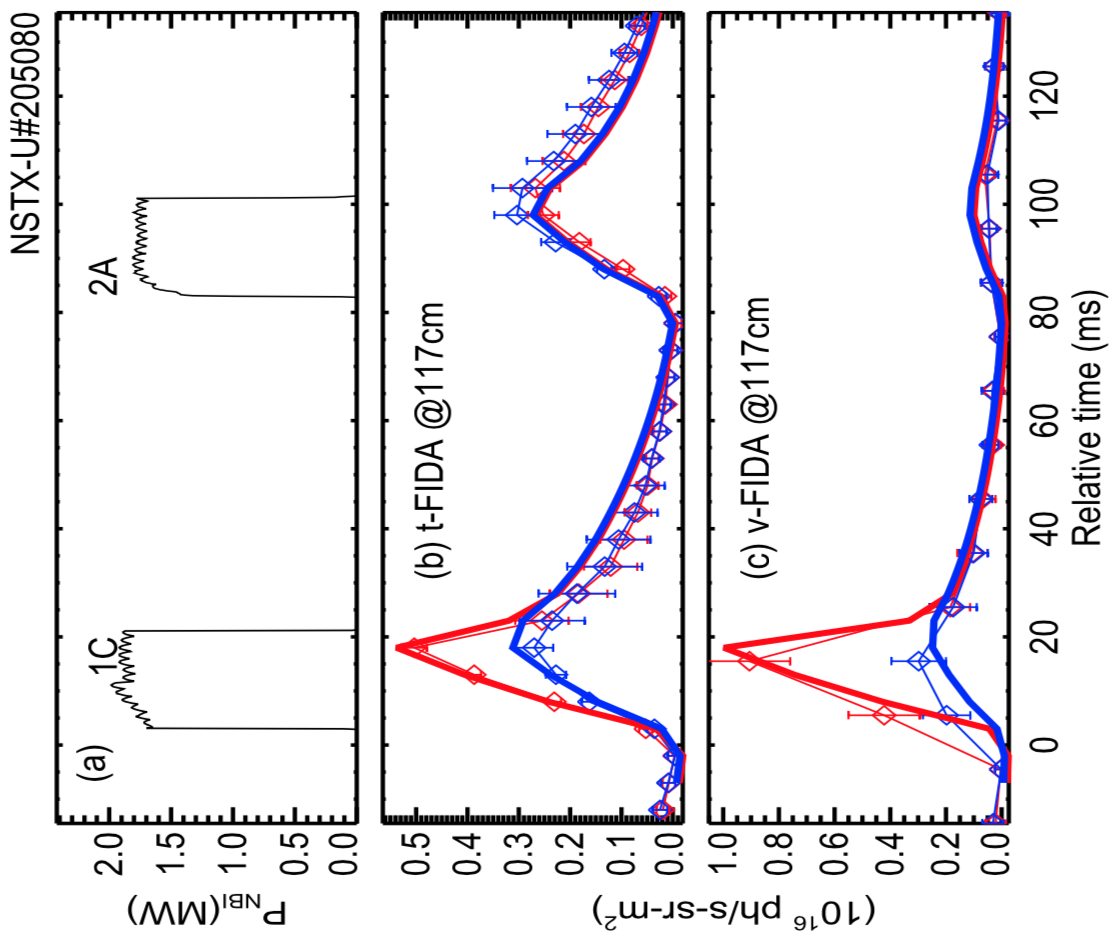 NSTX-U#205080
(a)
1C
2A
P_NBI(MW)
0.0
0.5
1.0
1.5
2.0
(b) t-FIDA @117cm
0.0
0.1
0.2
0.3
0.4
0.5
(10^16 ph/s-sr-m^2)
(c) v-FIDA @117cm
0.0
0.2
0.4
0.6
0.8
1.0
0
20
40
60
80
100
120
Relative time (ms)